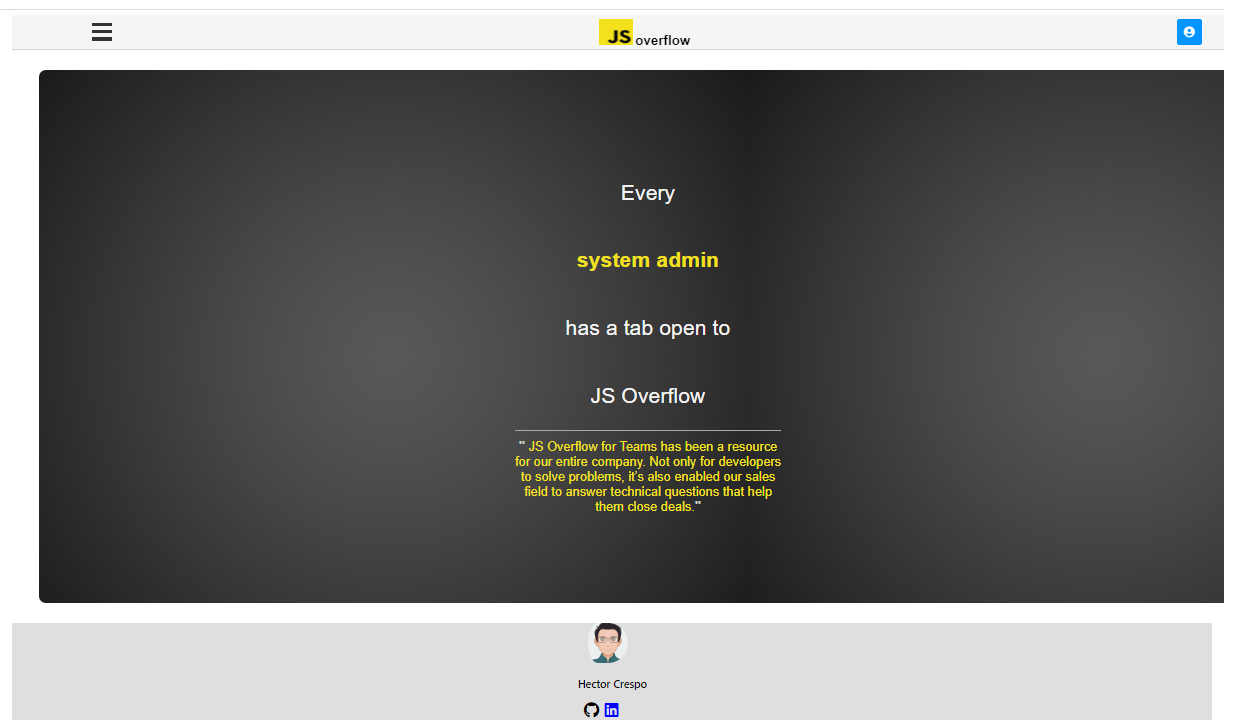 JS overflow
Every
system admin
has a tab open to
JS Overflow
" JS Overflow for Teams has been a resource
for our entire company. Not only for developers
to solve problems, it's also enabled our sales
field to answer technical questions that help
them close deals."
Hector Crespo
in